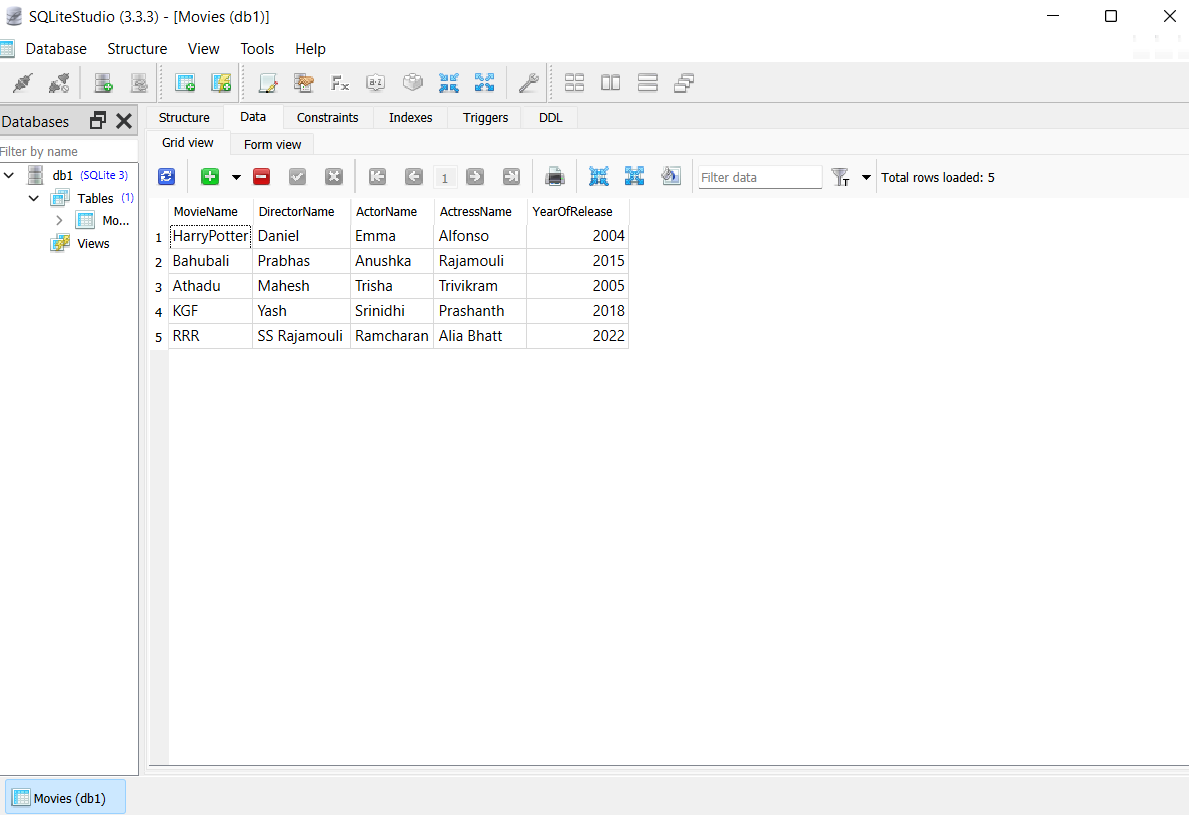 SQLiteStudio (3.3.3) - [Movies (db1)]
Database Structure View Tools Help
Databases
Filter by name
db1 (SQLite 3)
Tables (1)
Mo...
Views
Structure Data Constraints Indexes Triggers DDL
Grid view Form view
1 Filter data T Total rows loaded: 5
MovieName DirectorName ActorName ActressName YearOfRelease
1 HarryPotter Daniel Emma Alfonso 2004
2 Bahubali Prabhas Anushka Rajamouli 2015
3 Athadu Mahesh Trisha Trivikram 2005
4 KGF Yash Srinidhi Prashanth 2018
5 RRR SS Rajamouli Ramcharan Alia Bhatt 2022
Movies (db1)